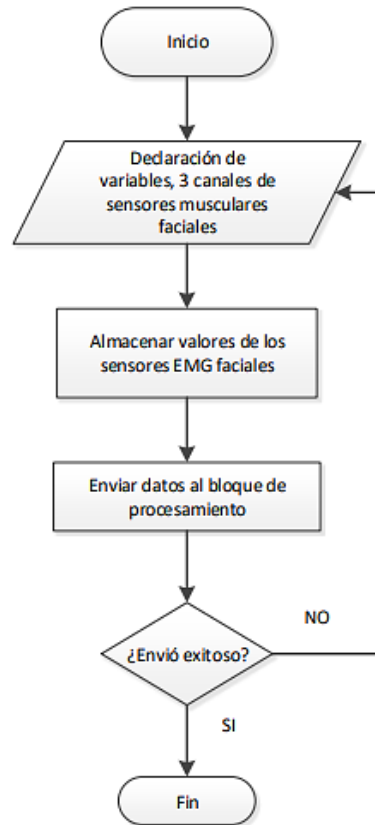 Inicio
Declaración de
variables, 3 canales de
sensores musculares
faciales
Almacenar valores de los
sensores EMG faciales
Enviar datos al bloque de
procesamiento
¿Envió exitoso?
NO
SI
Fin